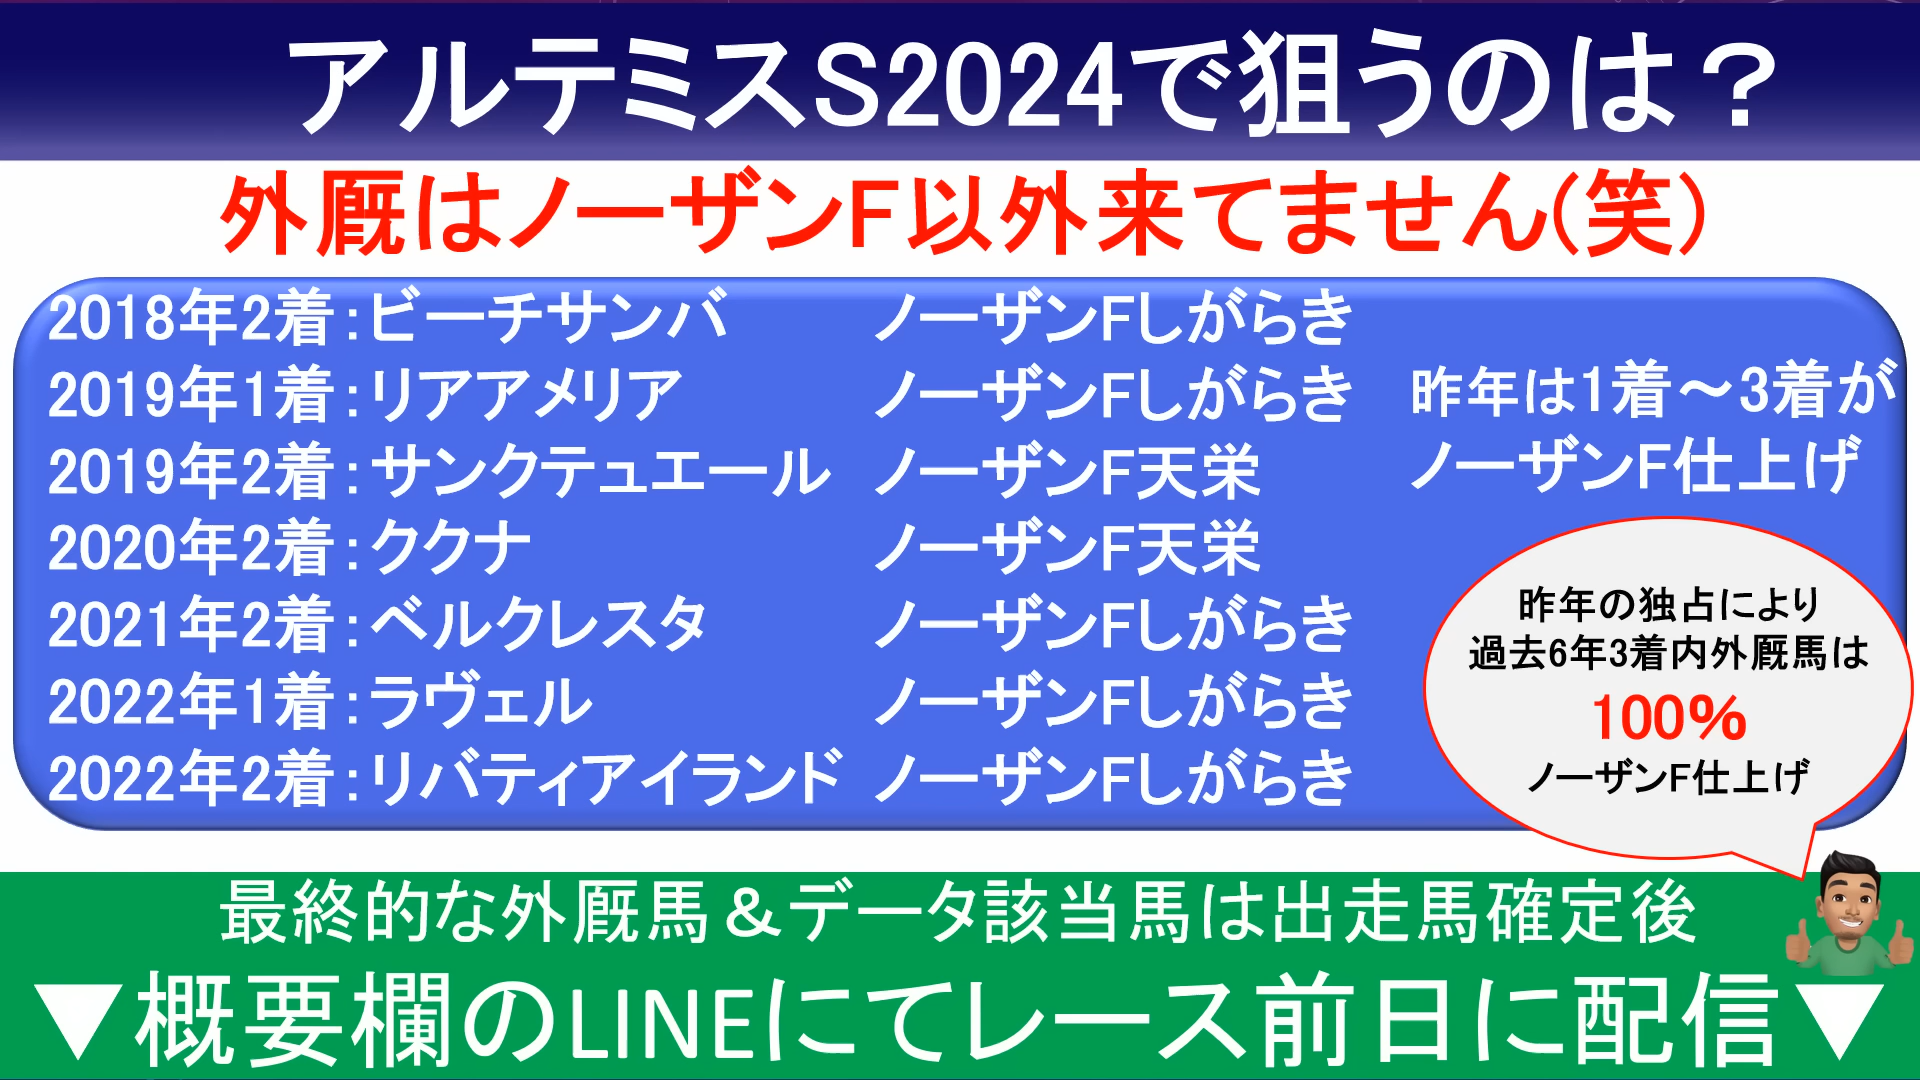 アルテミスS2024で狙うのは？
外厩はノーザンF以外来てません(笑)
2018年2着：ビーチサンバ ノーザンFしがらき
2019年1着：リアアメリア ノーザンFしがらき
2019年2着：サンクテュエール ノーザンF天栄
2020年2着：ククナ ノーザンF天栄
2021年2着：ベルクレスタ ノーザンFしがらき
2022年1着：ラヴェル ノーザンFしがらき
2022年2着：リバティアイランド ノーザンFしがらき
昨年は1着～3着が
ノーザンF仕上げ
昨年の独占により
過去6年3着内外厩馬は
100%
ノーザンF仕上げ
最終的な外厩馬＆データ該当馬は出走馬確定後
▼概要欄のLINEにてレース前日に配信▼